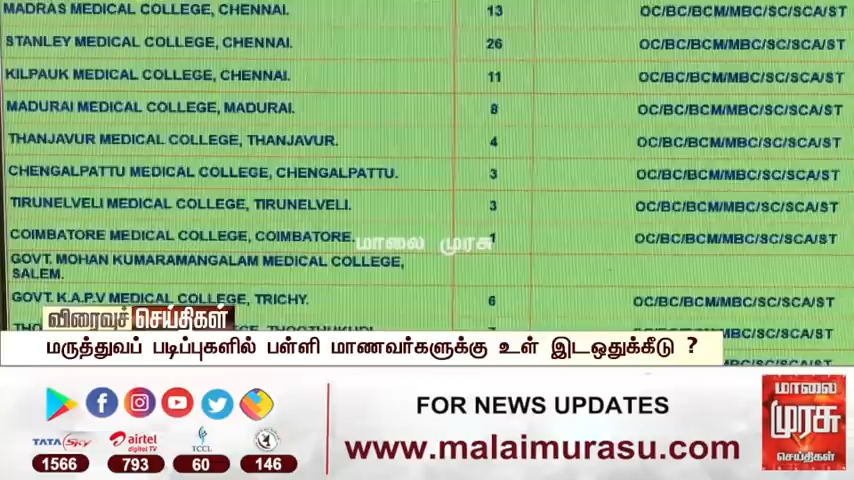 MADRAS MEDICAL COLLEGE, CHENNAI. 13 OC/BC/BCM/MBC/SC/SCA/ST
STANLEY MEDICAL COLLEGE, CHENNAI. 26 OC/BC/BCM/MBC/SC/SCA/ST
KILPAUK MEDICAL COLLEGE, CHENNAI. 11 OC/BC/BCM/MBC/SC/SCA/ST
MADURAI MEDICAL COLLEGE, MADURAI. 8 OC/BC/BCM/MBC/SC/SCA/ST
THANJAVUR MEDICAL COLLEGE, THANJAVUR. 4 OC/BC/BCM/MBC/SC/SCA/ST
CHENGALPATTU MEDICAL COLLEGE, CHENGALPATTU. 3 OC/BC/BCM/MBC/SC/SCA/ST
TIRUNELVELI MEDICAL COLLEGE, TIRUNELVELI. 3 OC/BC/BCM/MBC/SC/SCA/ST
COIMBATORE MEDICAL COLLEGE, COIMBATORE. 1 OC/BC/BCM/MBC/SC/SCA/ST
மாலை முரசு
GOVT. MOHAN KUMARAMANGALAM MEDICAL COLLEGE,
SALEM.
GOVT. K.A.P.V MEDICAL COLLEGE, TRICHY. 6 OC/BC/BCM/MBC/SC/SCA/ST
விரைவுச் செய்திகள்
மருத்துவப் படிப்புகளில் பள்ளி மாணவர்களுக்கு உள் இடஒதுக்கீடு ?
FOR NEWS UPDATES
www.malaimurasu.com
TATA sky airtel digital TV TCCL
1566 793 60 146
மாலை
முரசு
செய்திகள்